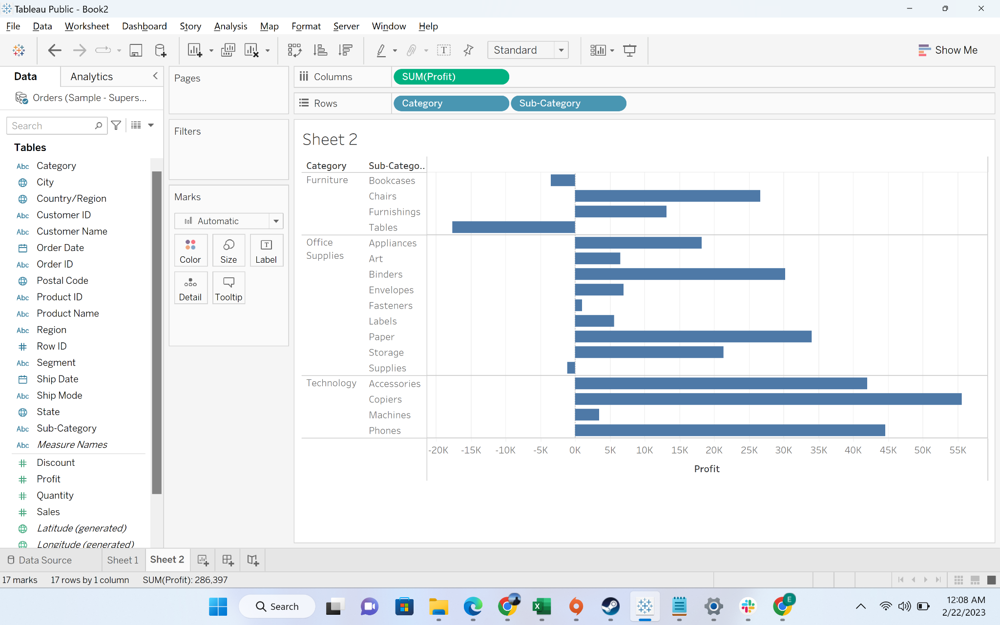 Tableau Public - Book2
File Data Worksheet Dashboard Story Analysis Map Format Server Window Help
Standard
Show Me
Data Analytics
Orders (Sample - Supers...
Search
Tables
Abc Category
City
Country/Region
Abc Customer ID
Abc Customer Name
Order Date
Abc Order ID
Postal Code
Abc Product ID
Abc Product Name
Abc Region
Row ID
Abc Segment
Ship Date
Abc Ship Mode
State
Abc Sub-Category
Abc Measure Names
Discount
Profit
Quantity
Sales
Latitude (generated)
Longitude (generated)
Pages
Filters
Marks
Automatic
Color Size Label
Detail Tooltip
Columns SUM(Profit)
Rows Category Sub-Category
Sheet 2
Category Sub-Catego..
Furniture Bookcases
Chairs
Furnishings
Tables
Office Supplies Appliances
Art
Binders
Envelopes
Fasteners
Labels
Paper
Storage
Supplies
Technology Accessories
Copiers
Machines
Phones
-20K -15K -10K -5K 0K 5K 10K 15K 20K 25K 30K 35K 40K 45K 50K 55K
Profit
Data Source Sheet 1 Sheet 2
17 marks 17 rows by 1 column SUM(Profit): 286,397
Search
E
12:08 AM
2/22/2023